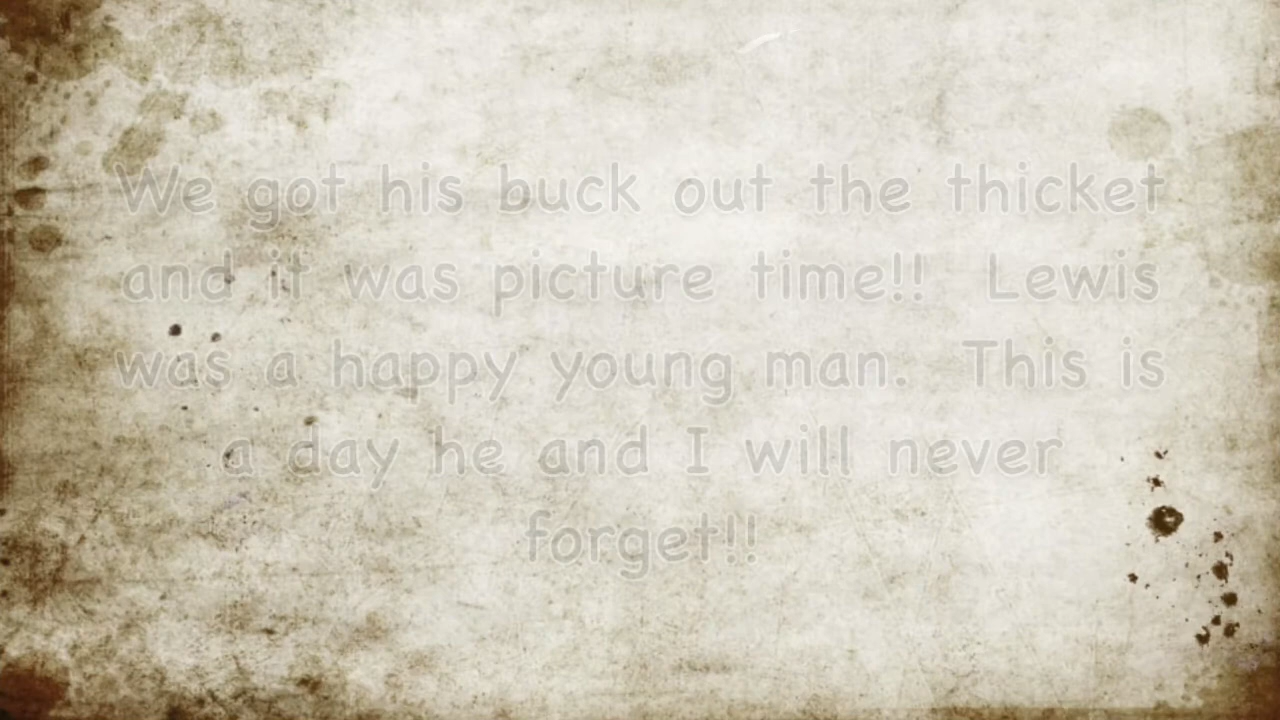 We got his buck out the thicket
and it was picture time!! Lewis
was a happy young man. This is
a day he and I will never
forget!!